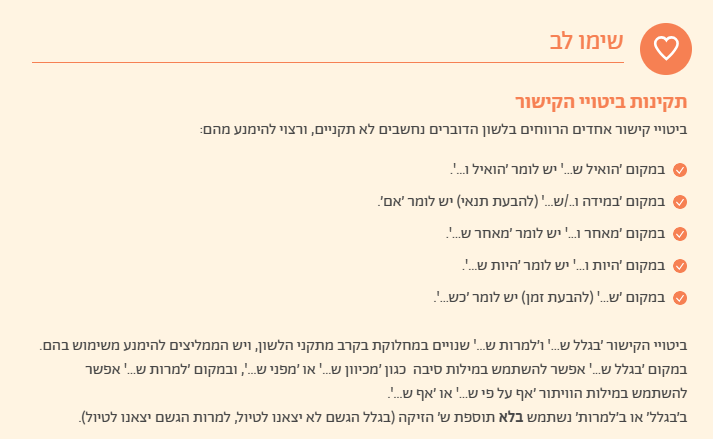 שימו לב
תקינות ביטויי הקישור
ביטויי קישור אחדים הרווחים בלשון הדוברים נחשבים לא תקניים, ורצוי להימנע מהם:
במקום 'הואיל ש...' יש לומר 'הואיל ו...'.
במקום 'במידה ו../ש...' (להבעת תנאי) יש לומר 'אם'.
במקום 'מאחר ו...' יש לומר 'מאחר ש...'.
במקום 'היות ו...' יש לומר 'היות ש...'.
במקום 'ש...' (להבעת זמן) יש לומר 'כש...'.
ביטויי הקישור 'בגלל ש...' ו'למרות ש...' שנויים במחלוקת בקרב מתקני הלשון, ויש הממליצים להימנע משימוש בהם.
במקום 'בגלל ש...' אפשר להשתמש במילות סיבה כגון 'מכיוון ש...' או 'מפני ש...', ובמקום 'למרות ש...' אפשר
להשתמש במילות הוויתור 'אף על פי ש...' או 'אף ש...'.
ב'בגלל' או ב'למרות' נשתמש בלא תוספת ש' הזיקה (בגלל הגשם לא יצאנו לטיול, למרות הגשם יצאנו לטיול).